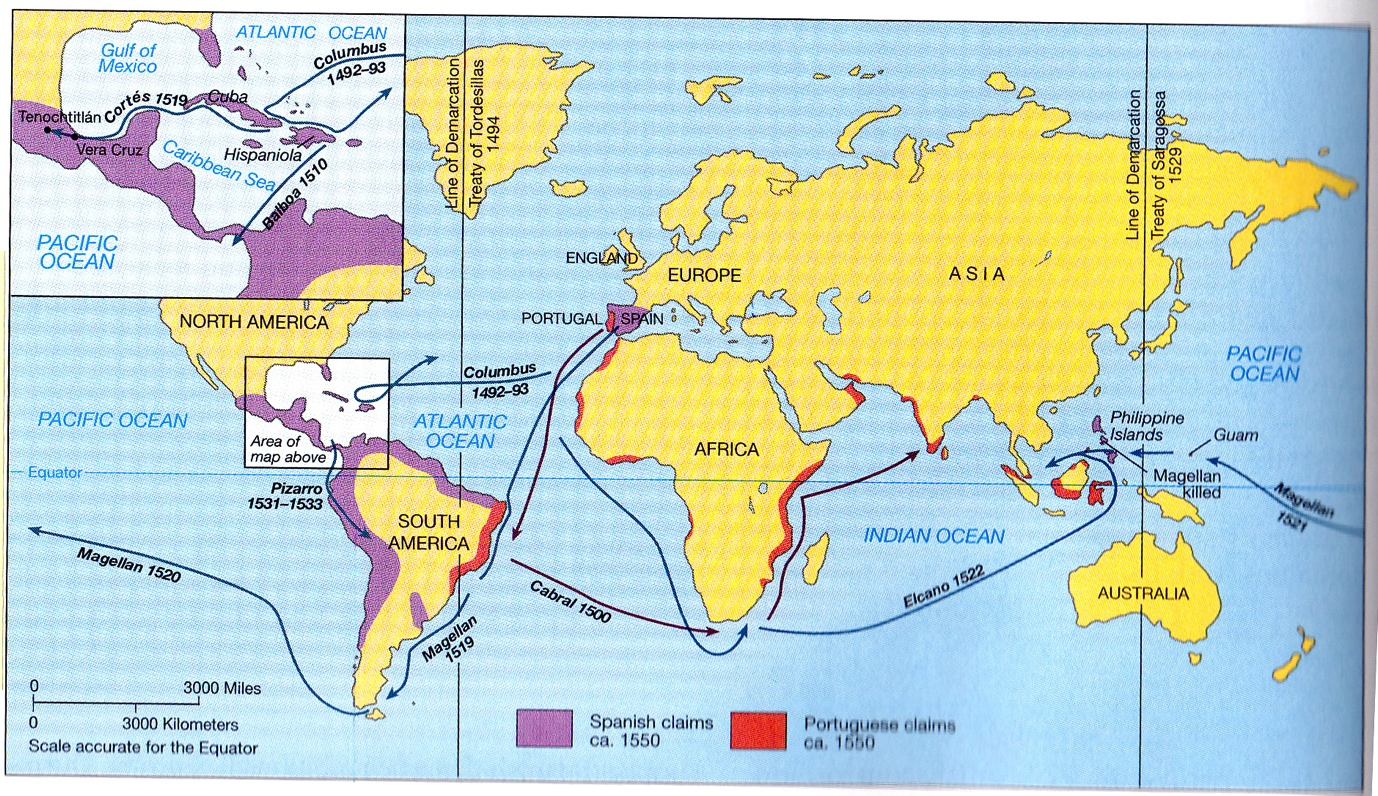 ATLANTIC OCEAN
Gulf of
Mexico
Columbus
1492–93
Cortés 1519
Cuba
Tenochtitlán
Vera Cruz
Hispaniola
Caribbean Sea
Balboa 1510
PACIFIC
OCEAN
Line of Demarcation
Treaty of Tordesillas
1494
Line of Demarcation
Treaty of Saragossa
1529
ENGLAND
EUROPE
ASIA
PORTUGAL
SPAIN
NORTH AMERICA
Columbus
1492–93
PACIFIC OCEAN
ATLANTIC
OCEAN
Area of
map above
AFRICA
PACIFIC
OCEAN
Philippine
Islands
Guam
Equator
Magellan
killed
Pizarro
1531–1533
Magellan
1521
SOUTH
AMERICA
INDIAN OCEAN
Magellan 1520
Cabral 1500
Elcano 1522
AUSTRALIA
Magellan
1519
0 3000 Miles
0 3000 Kilometers
Scale accurate for the Equator
Spanish claims
ca. 1550
Portuguese claims
ca. 1550